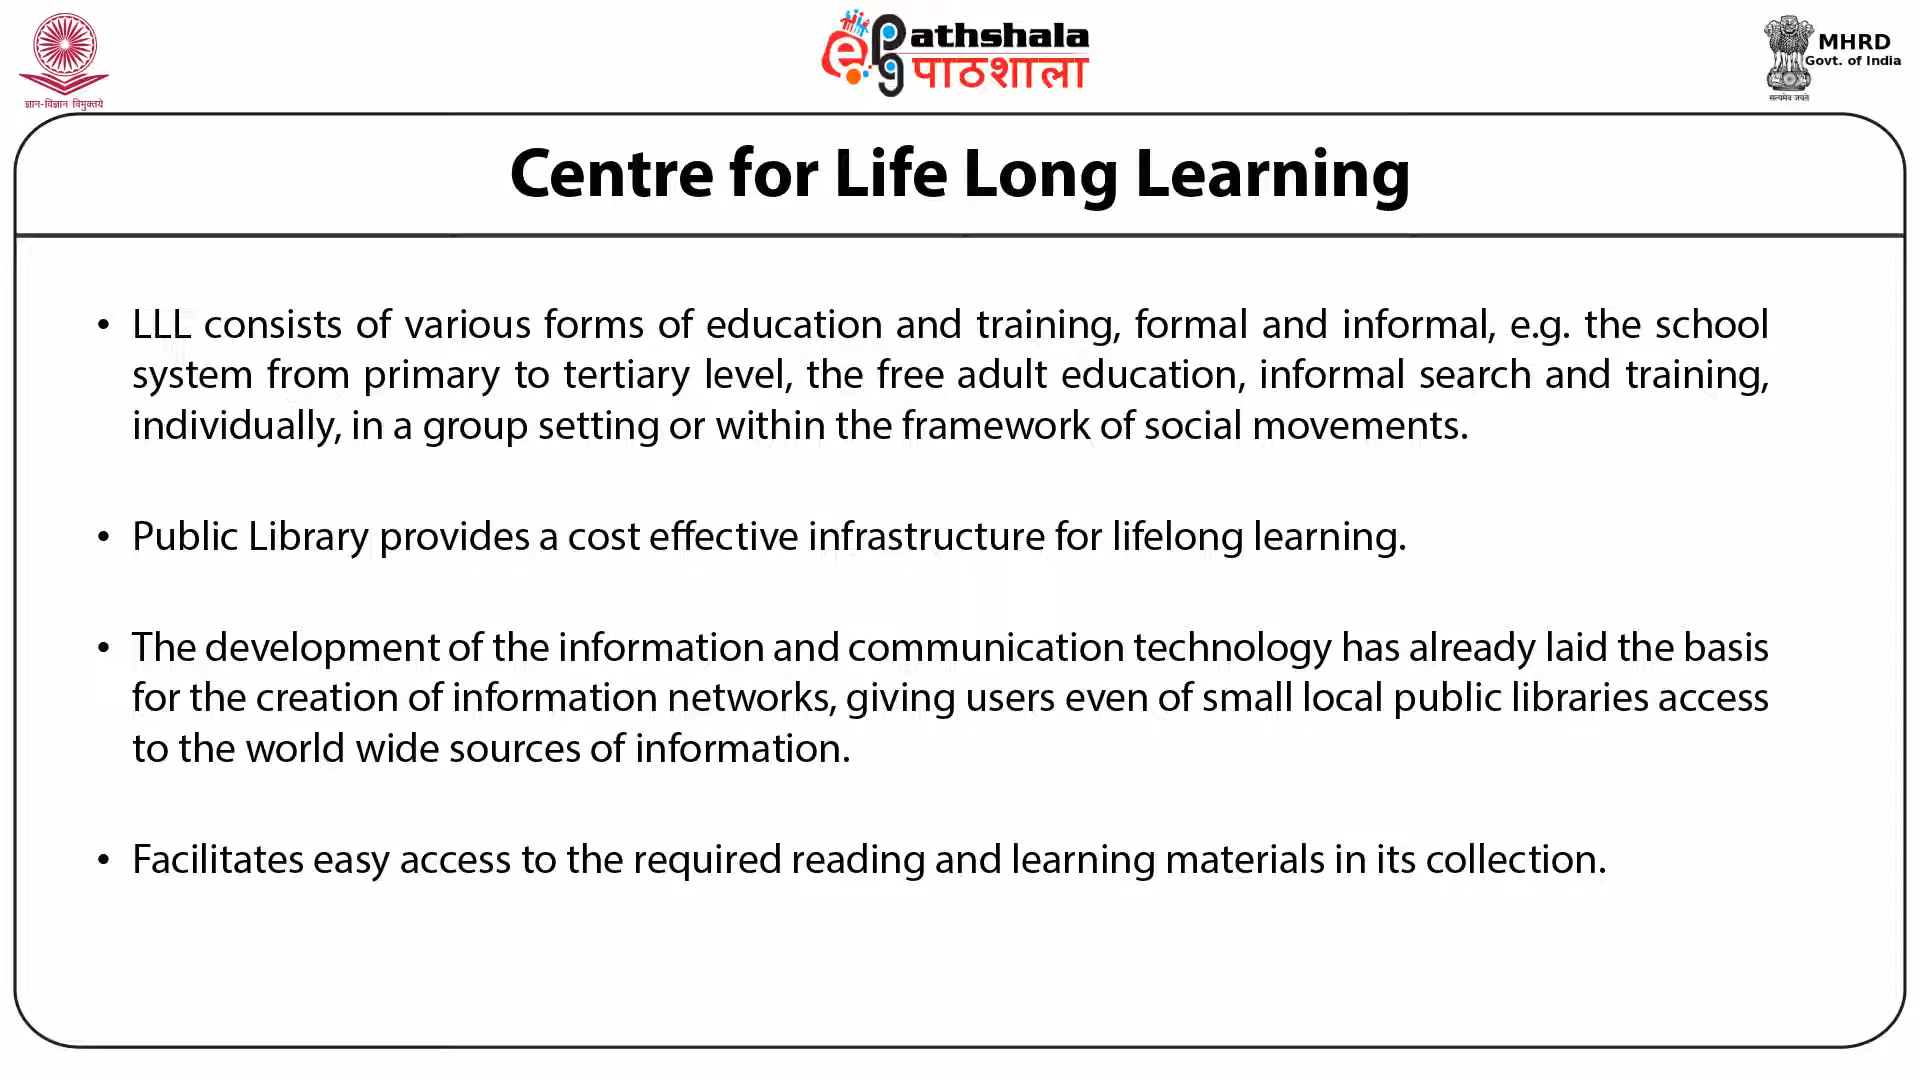 ज्ञान-विज्ञान विमुक्तये
ePathshala
पाठशाला
MHRD
Govt. of India
सत्यमेव जयते
Centre for Life Long Learning
• LLL consists of various forms of education and training, formal and informal, e.g. the school
system from primary to tertiary level, the free adult education, informal search and training,
individually, in a group setting or within the framework of social movements.
• Public Library provides a cost effective infrastructure for lifelong learning.
• The development of the information and communication technology has already laid the basis
for the creation of information networks, giving users even of small local public libraries access
to the world wide sources of information.
• Facilitates easy access to the required reading and learning materials in its collection.